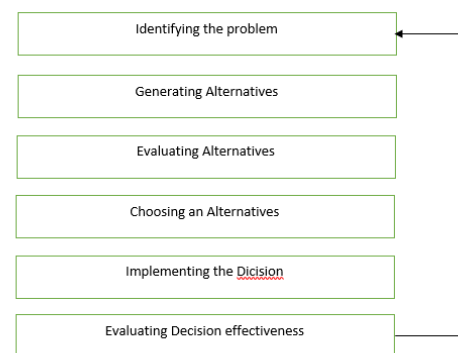 Identifying the problem
Generating Alternatives
Evaluating Alternatives
Choosing an Alternatives
Implementing the Dicision
Evaluating Decision effectiveness